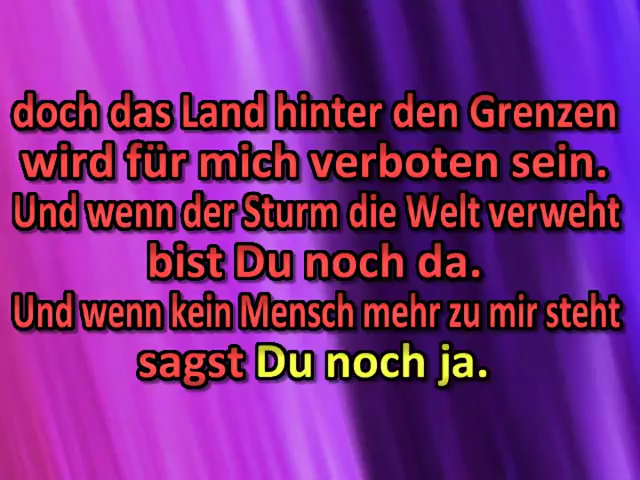 doch das Land hinter den Grenzen
wird für mich verboten sein.
Und wenn der Sturm die Welt verweht
bist Du noch da.
Und wenn kein Mensch mehr zu mir steht
sagst Du noch ja.